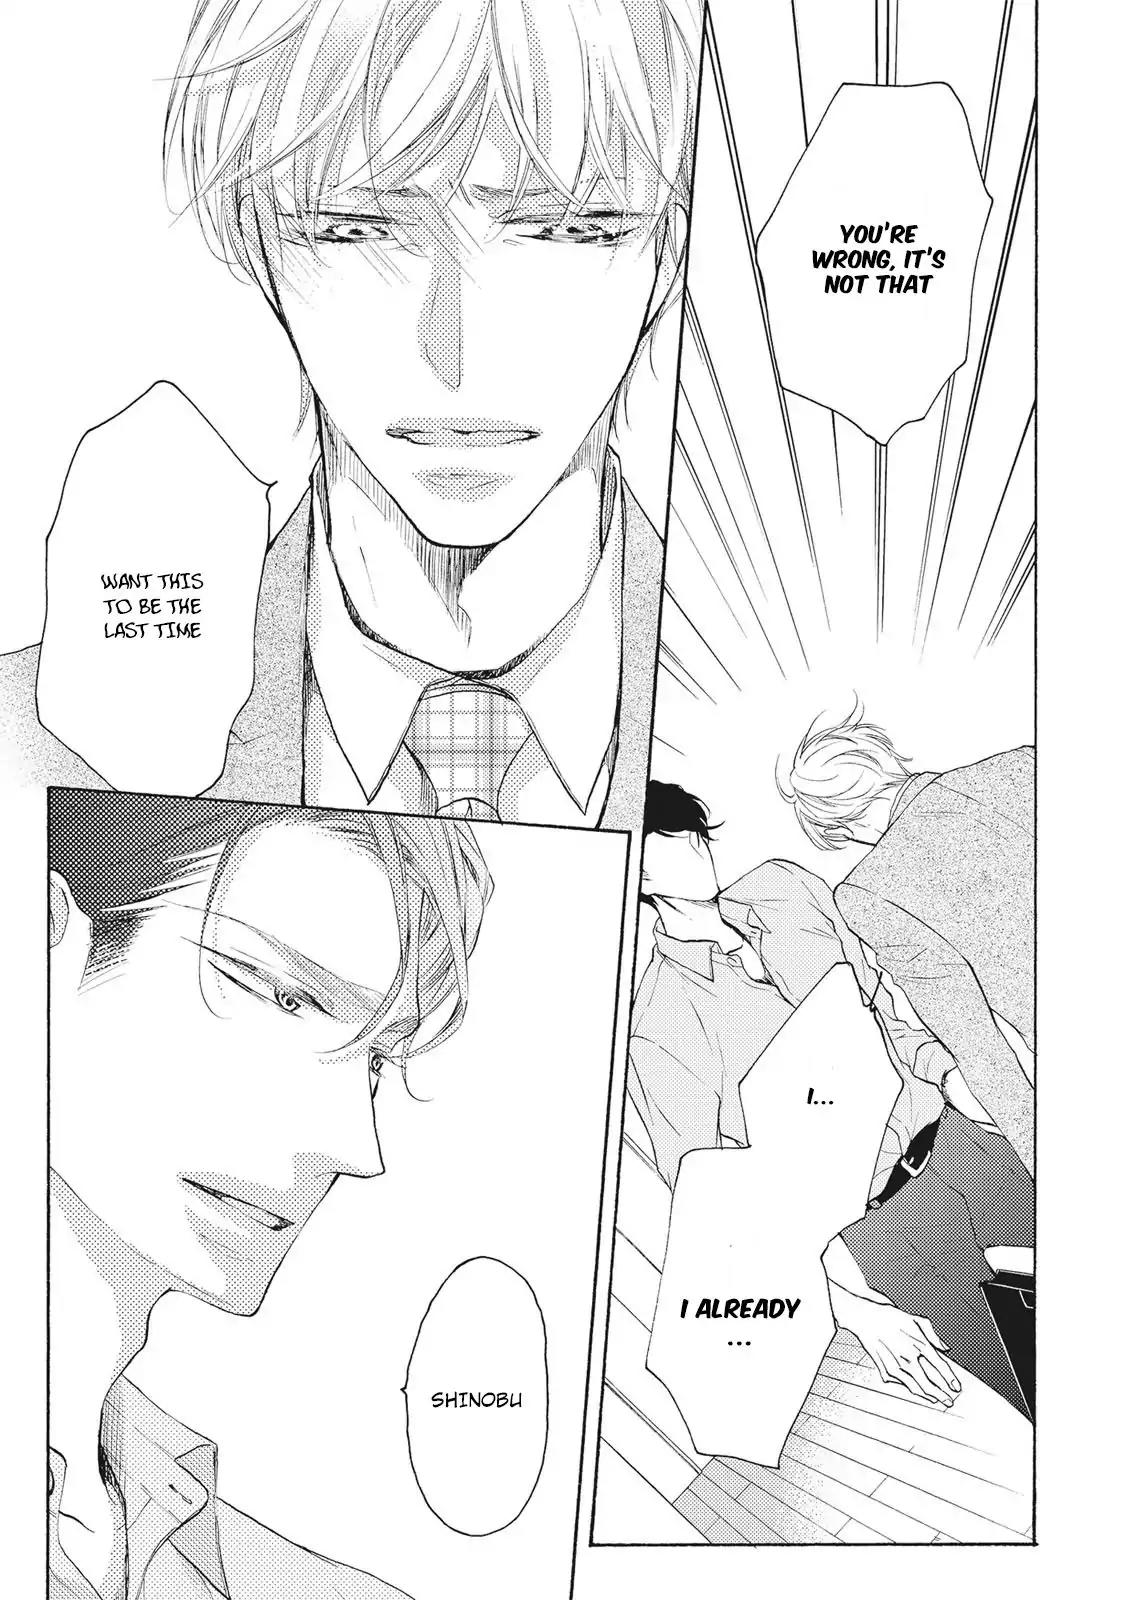 YOU'RE
WRONG, IT'S
NOT THAT
I...
I ALREADY
...
WANT THIS
TO BE THE
LAST TIME
SHINOBU